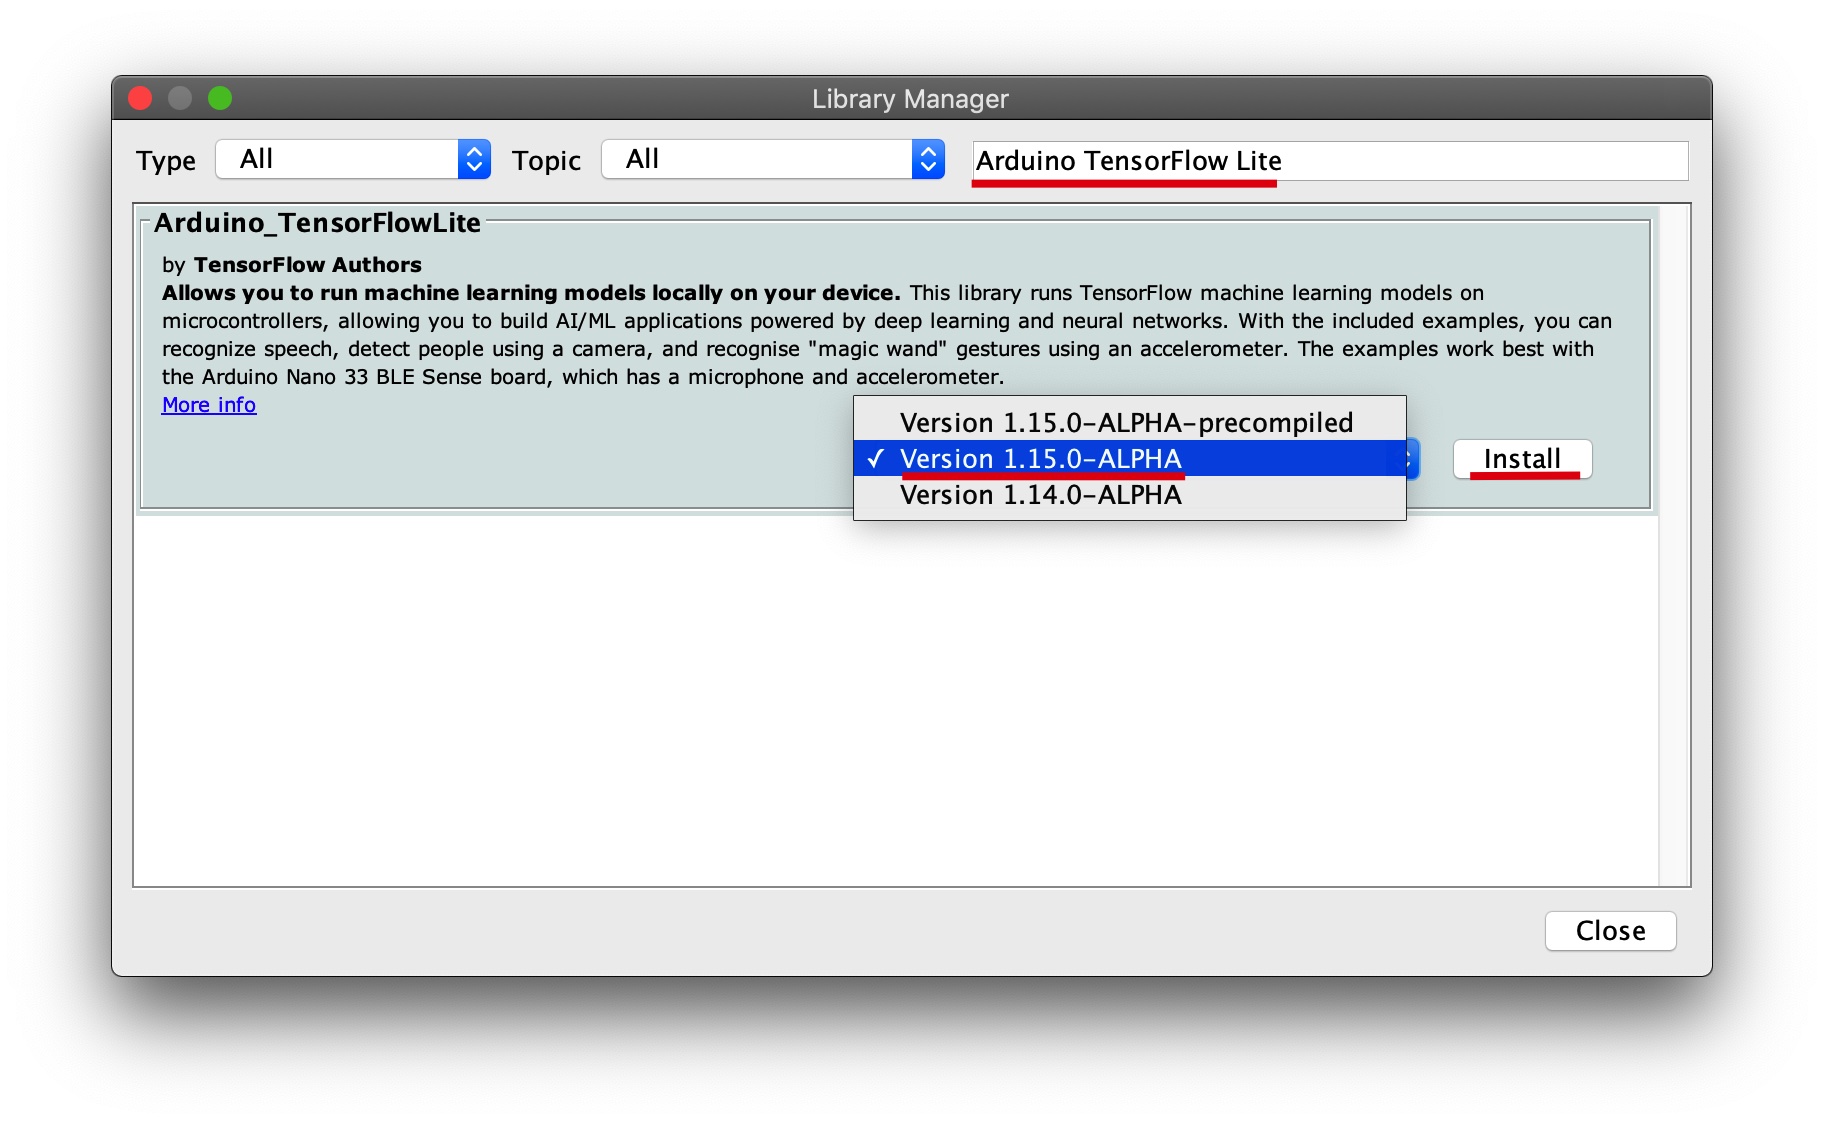 Library Manager
Type All Topic All Arduino TensorFlow Lite
Arduino_TensorFlowLite
by TensorFlow Authors
Allows you to run machine learning models locally on your device. This library runs TensorFlow machine learning models on
microcontrollers, allowing you to build AI/ML applications powered by deep learning and neural networks. With the included examples, you can
recognize speech, detect people using a camera, and recognise "magic wand" gestures using an accelerometer. The examples work best with
the Arduino Nano 33 BLE Sense board, which has a microphone and accelerometer.
More info
Version 1.15.0-ALPHA-precompiled
✓ Version 1.15.0-ALPHA Install
Version 1.14.0-ALPHA
Close